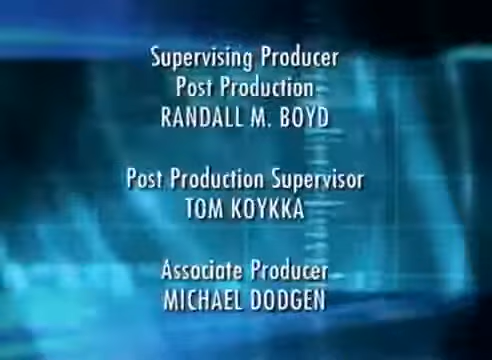 Supervising Producer
Post Production
RANDALL M. BOYD
Post Production Supervisor
TOM KOYKKA
Associate Producer
MICHAEL DODGEN